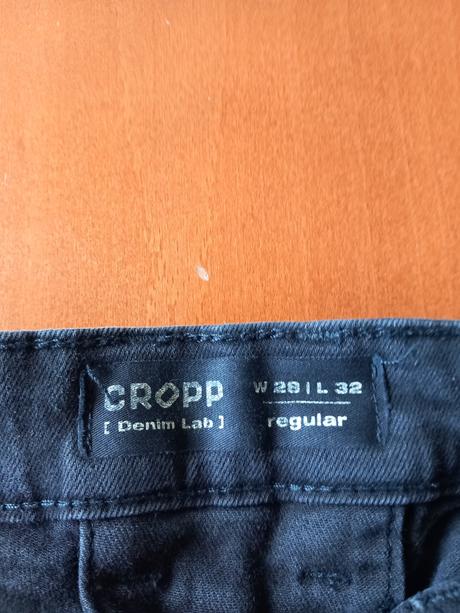 CROPP
[ Denim Lab ]
W 28 | L 32
regular